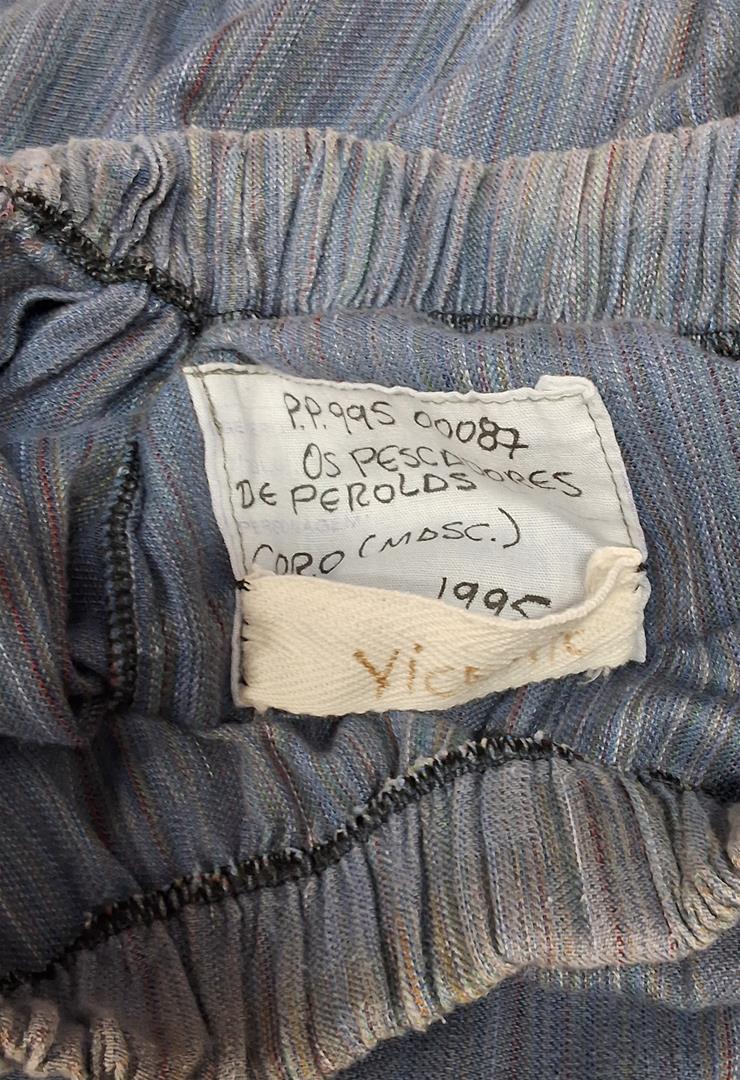 P.P.995 00087
OS PESCADORES
DE PEROLAS
CORO (MASC.)
1995